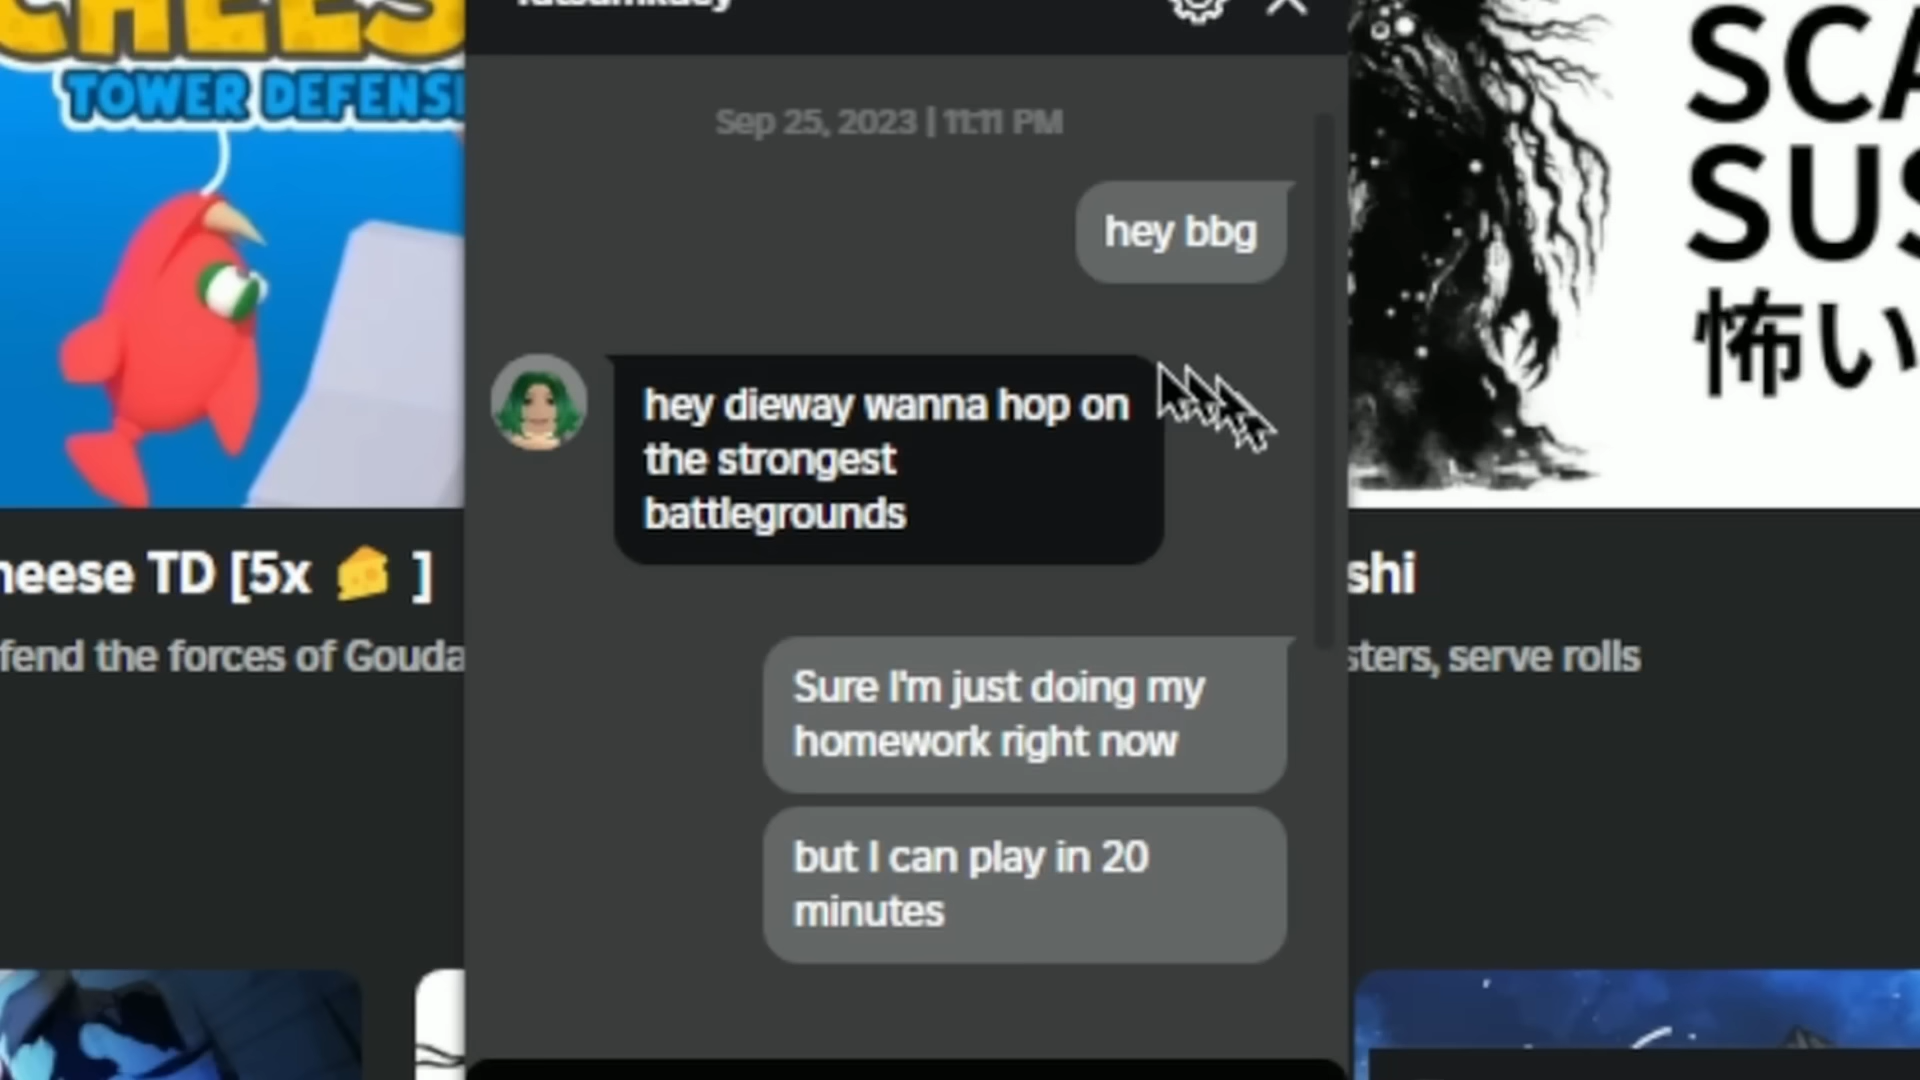 TOWER DEFENS
Sep 25, 2023 | 11:11 PM
hey bbg
hey dieway wanna hop on
the strongest
battlegrounds
Sure I'm just doing my
homework right now
but I can play in 20
minutes
heese TD [5x 🧀 ]
fend the forces of Gouda
SCA
SUS
怖い
shi
sters, serve rolls